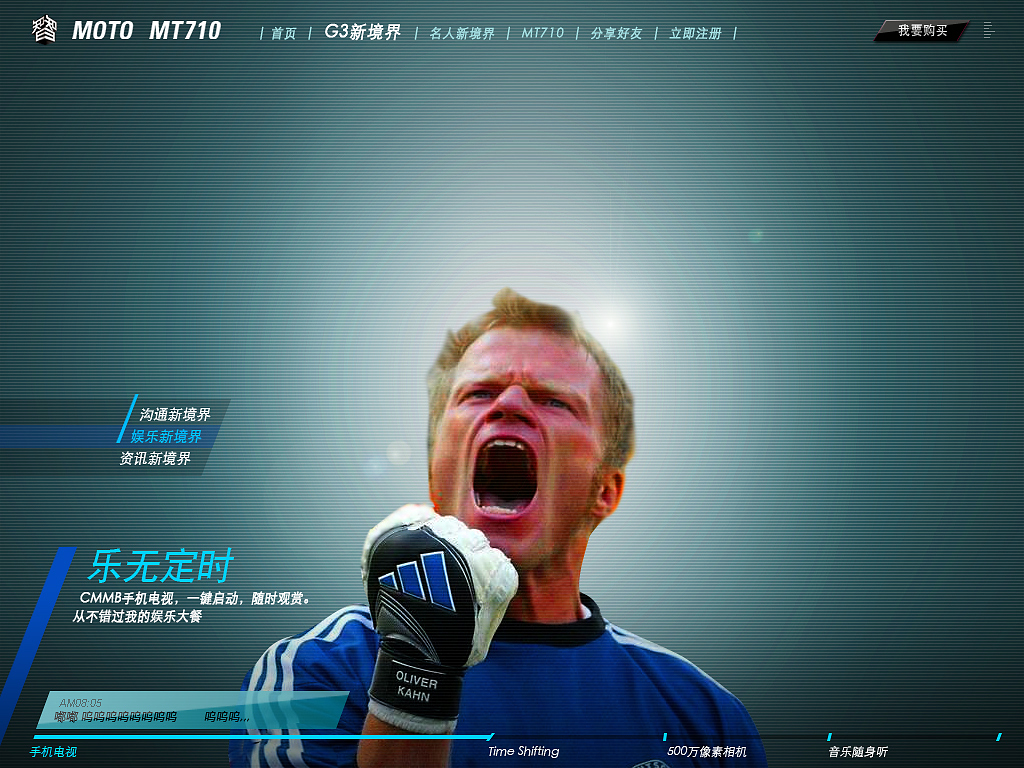 MOTO MT710
| 首页 | G3新境界 | 名人新境界 | MT710 | 分享好友 | 立即注册 |
我要购买
沟通新境界
娱乐新境界
资讯新境界
乐无定时
CMMB手机电视，一键启动，随时观赏。
从不错过我的娱乐大餐
OLIVER
KAHN
AM08:05
嘟嘟 呜呜呜呜呜呜呜呜 呜呜呜,,,
手机电视
Time Shifting
500万像素相机
音乐随身听